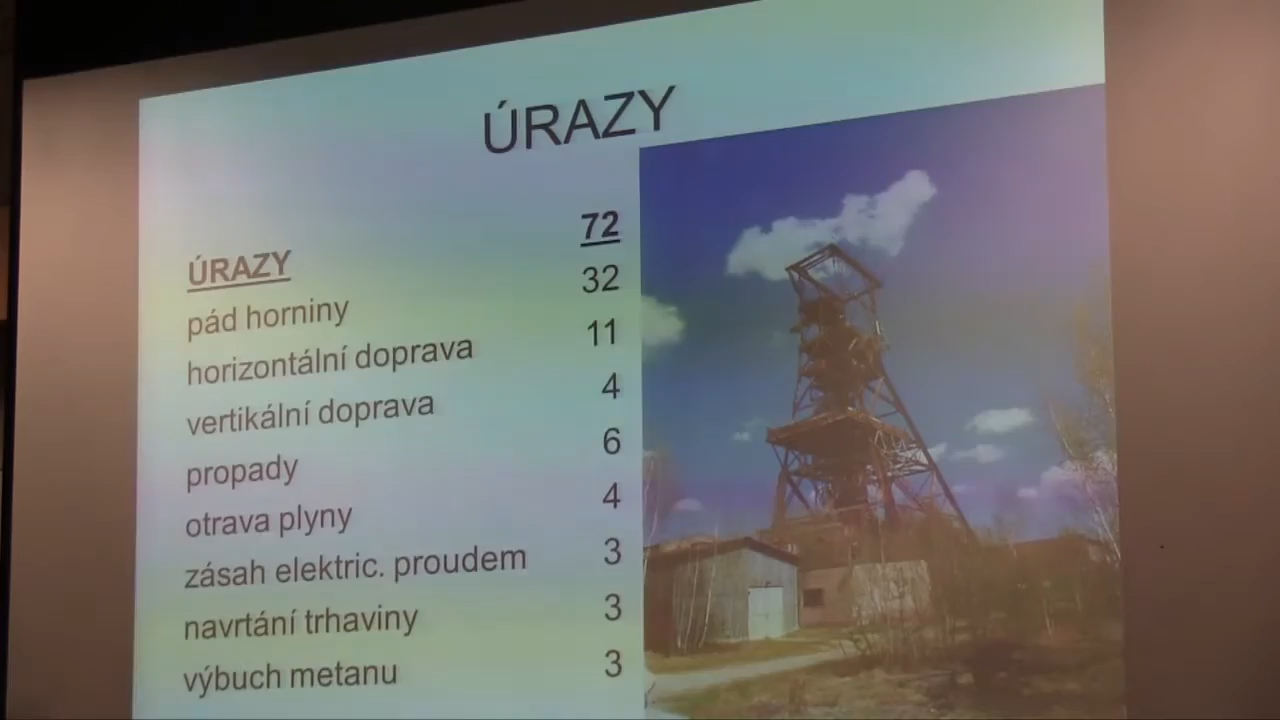 ÚRAZY
ÚRAZY 72
pád horniny 32
horizontální doprava 11
vertikální doprava 4
propady 6
otrava plyny 4
zásah elektric. proudem 3
navrtání trhaviny 3
výbuch metanu 3